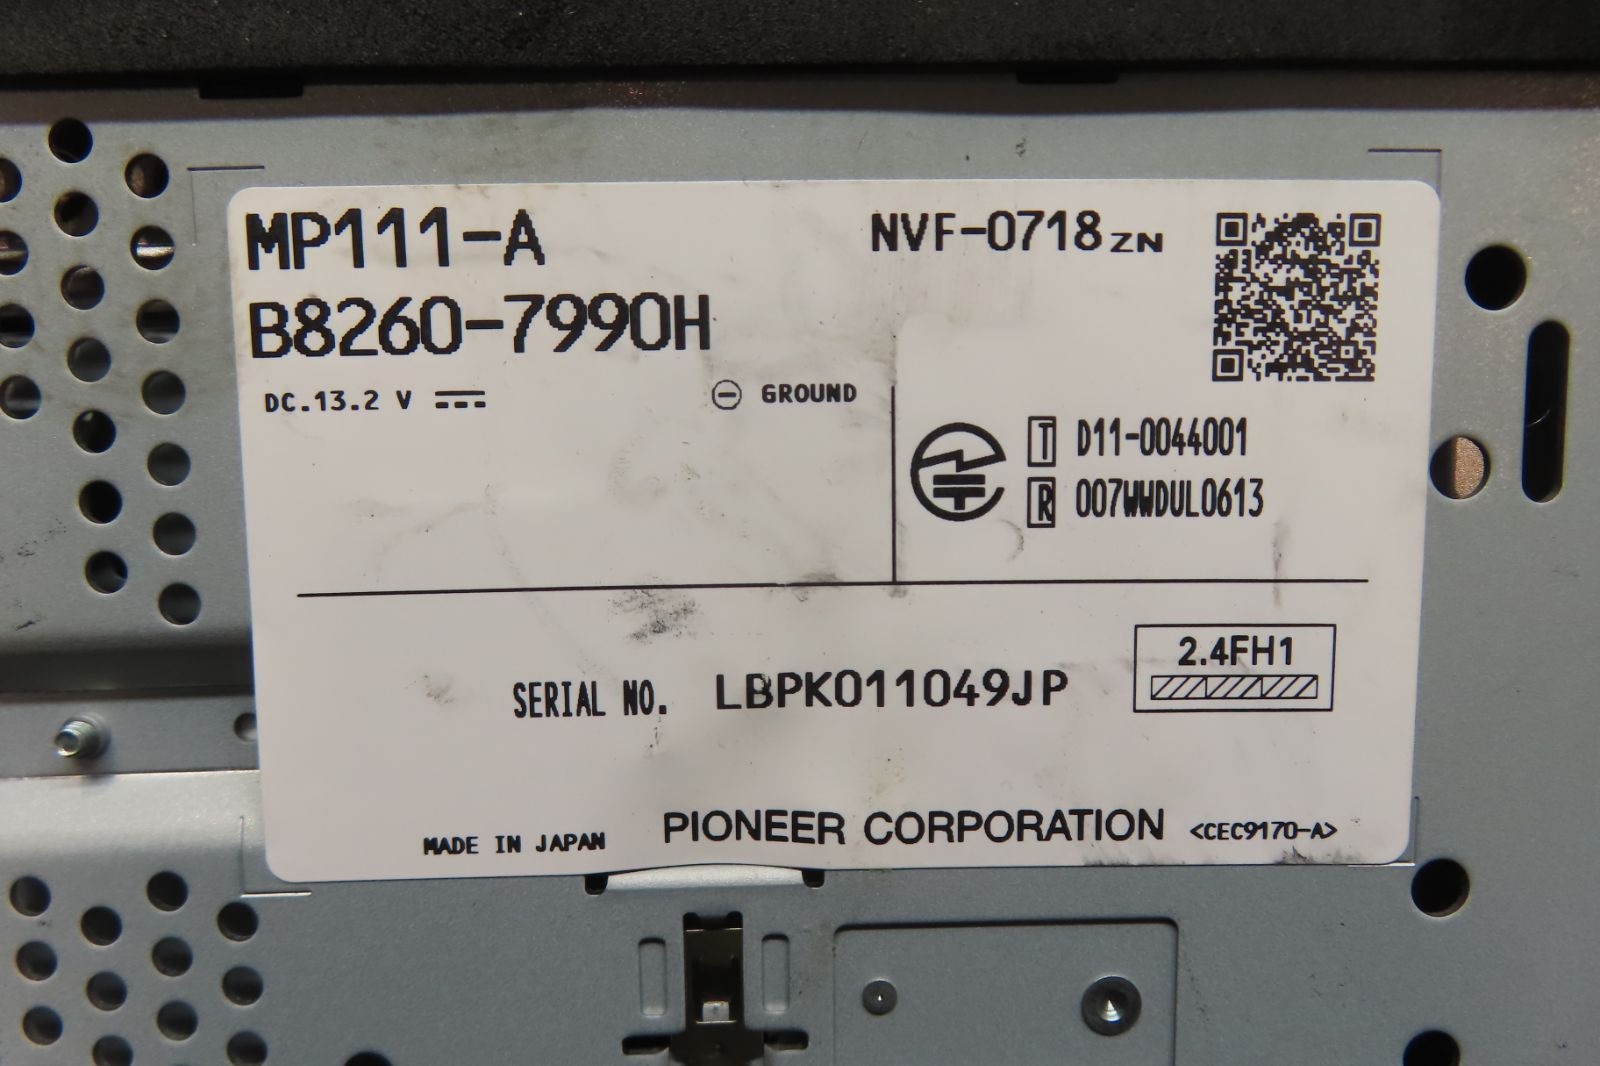 MP111-A
NVF-0718ZN
B8260-7990H
DC.13.2 V
⊖ GROUND
T D11-0044001
R 007WWDUL0613
2.4FH1
SERIAL NO. LBPK011049JP
MADE IN JAPAN PIONEER CORPORATION <CEC9170-A>